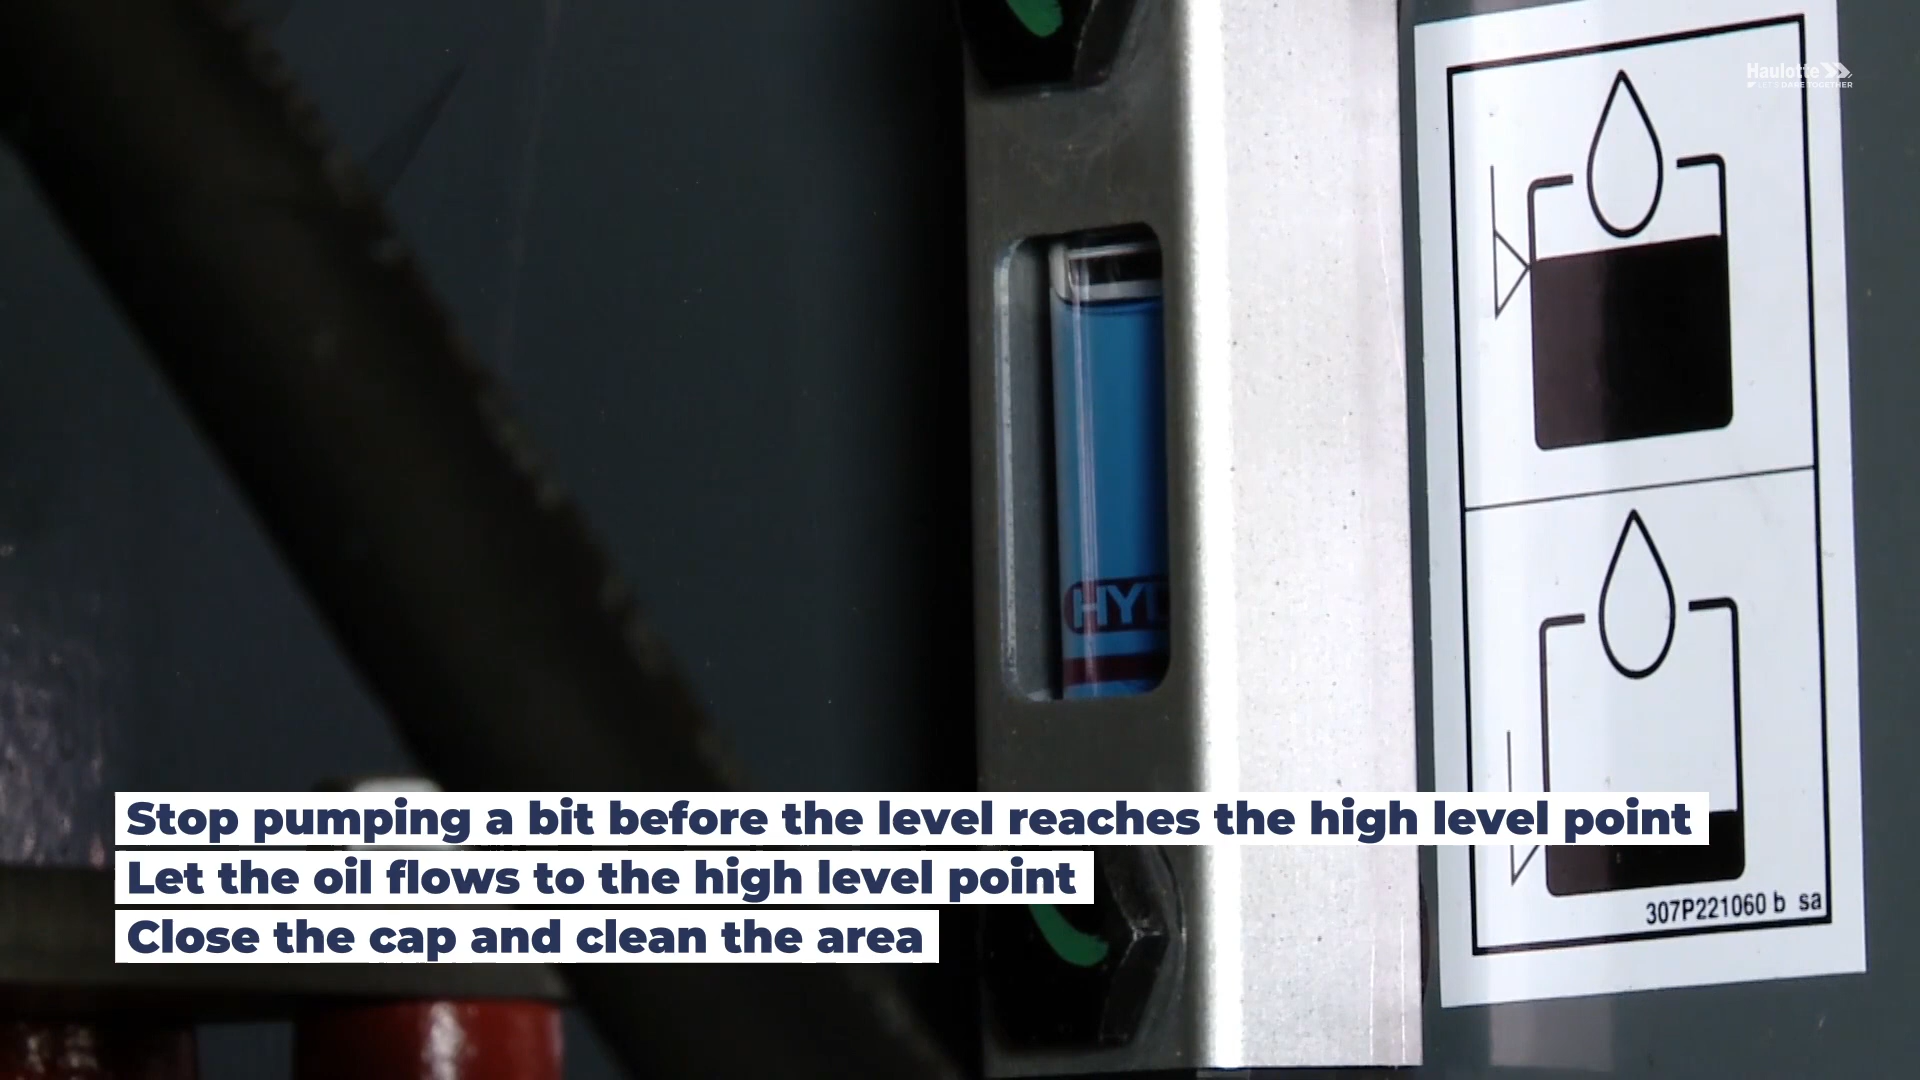 Haulotte
HYD
Stop pumping a bit before the level reaches the high level point
Let the oil flows to the high level point
Close the cap and clean the area
307P221060 b sa